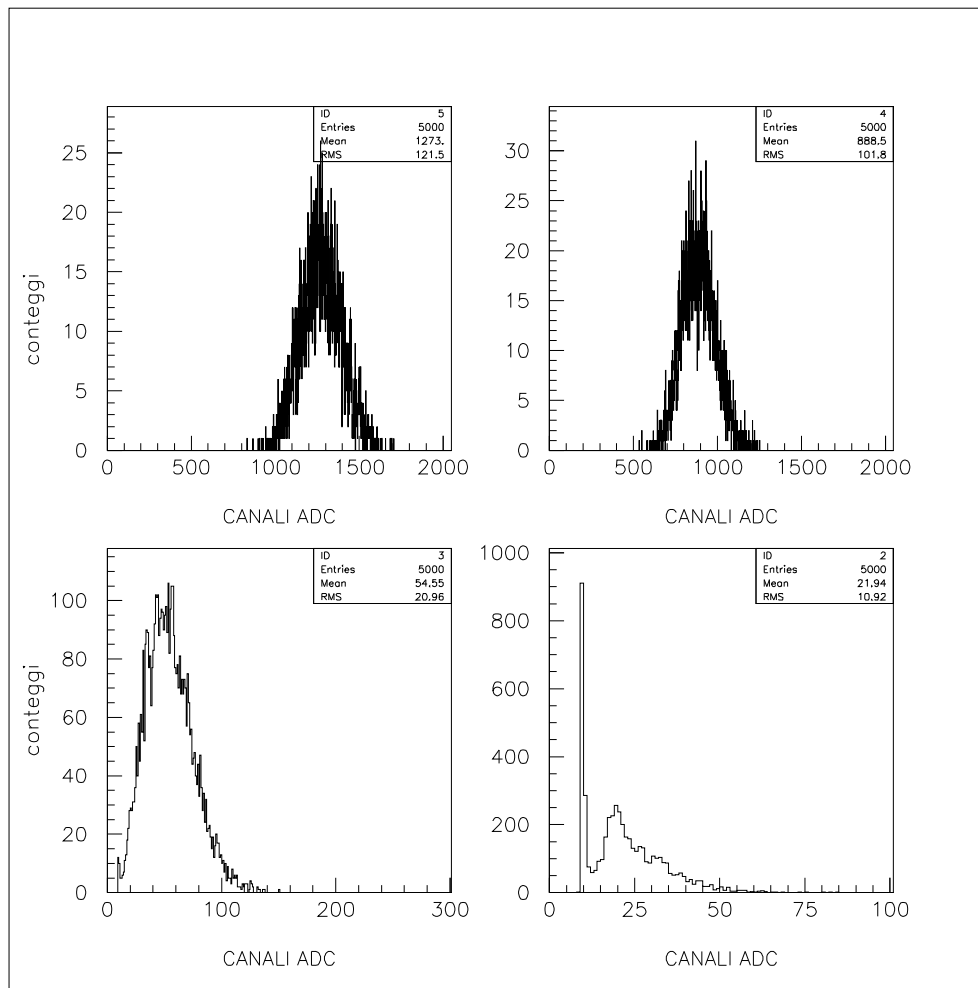 ID 5
Entries 5000
Mean 1273.
RMS 121.5
25
20
15
10
5
0
conteggi
0 500 1000 1500 2000
CANALI ADC
ID 4
Entries 5000
Mean 888.5
RMS 101.8
30
25
20
15
10
5
0
0 500 1000 1500 2000
CANALI ADC
ID 3
Entries 5000
Mean 54.55
RMS 20.96
100
80
60
40
20
0
conteggi
0 100 200 300
CANALI ADC
ID 2
Entries 5000
Mean 21.94
RMS 10.92
1000
800
600
400
200
0
0 25 50 75 100
CANALI ADC